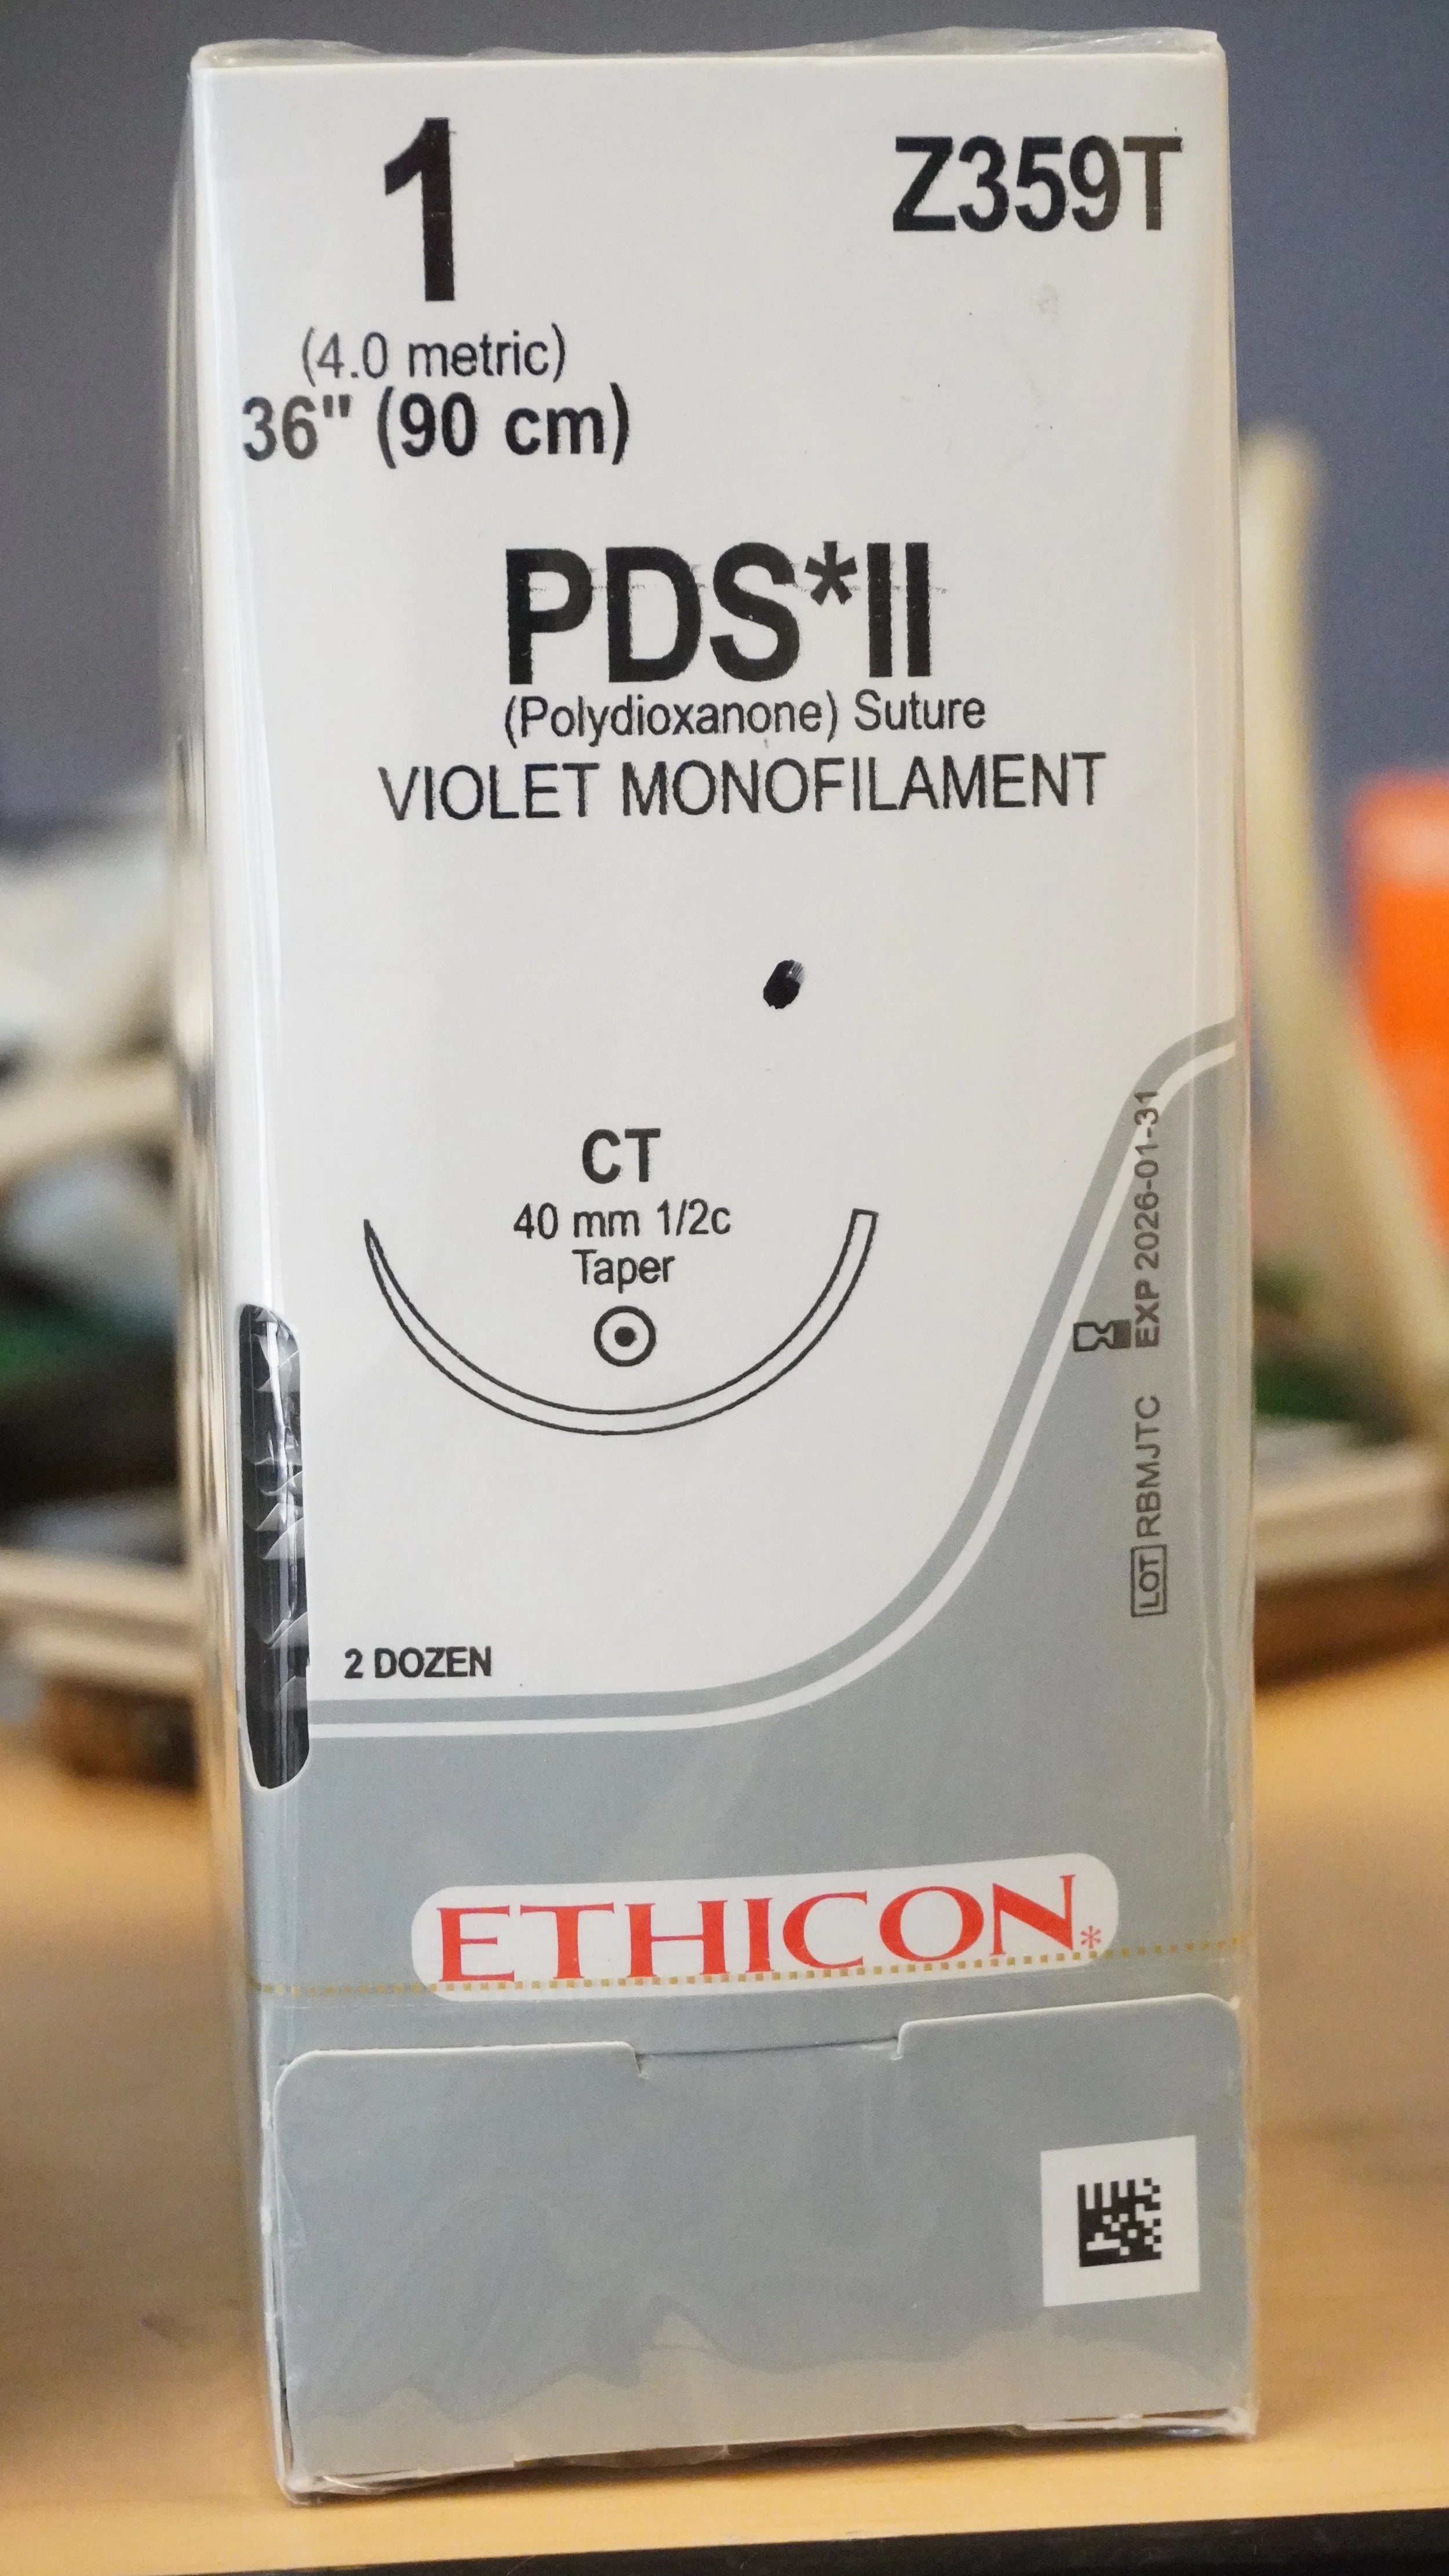 1
Z359T
(4.0 metric)
36" (90 cm)
PDS*II
(Polydioxanone) Suture
VIOLET MONOFILAMENT
CT
40 mm 1/2c
Taper
EXP 2026-01-31
LOT RBMJTC
2 DOZEN
ETHICON*